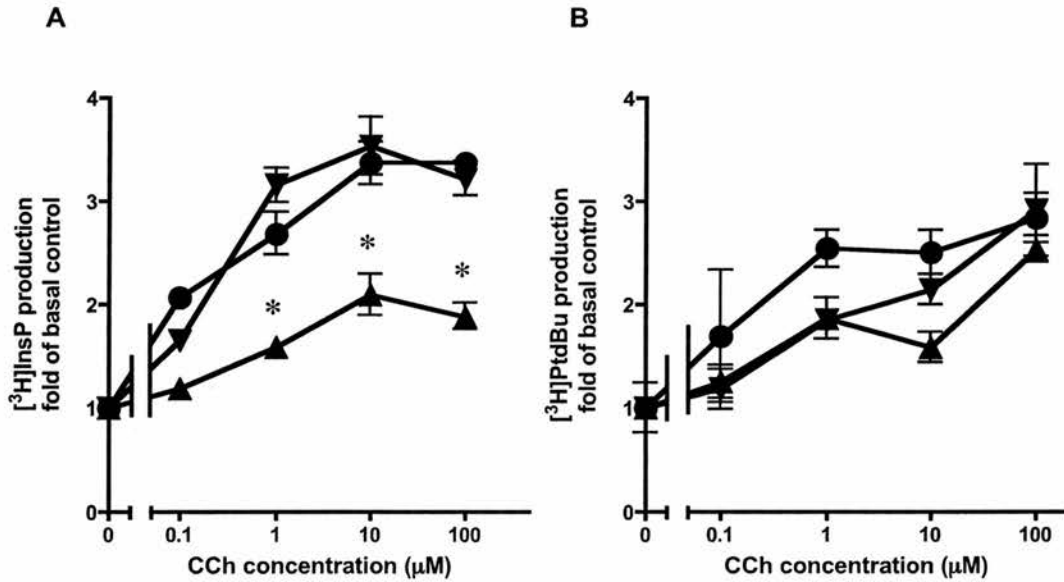 A
[³H]InsP production
fold of basal control
4
3
2
1
0
*
*
*
0
0.1
1
10
100
CCh concentration (μM)
B
[³H]PtdBu production
fold of basal control
4
3
2
1
0
0
0.1
1
10
100
CCh concentration (μM)